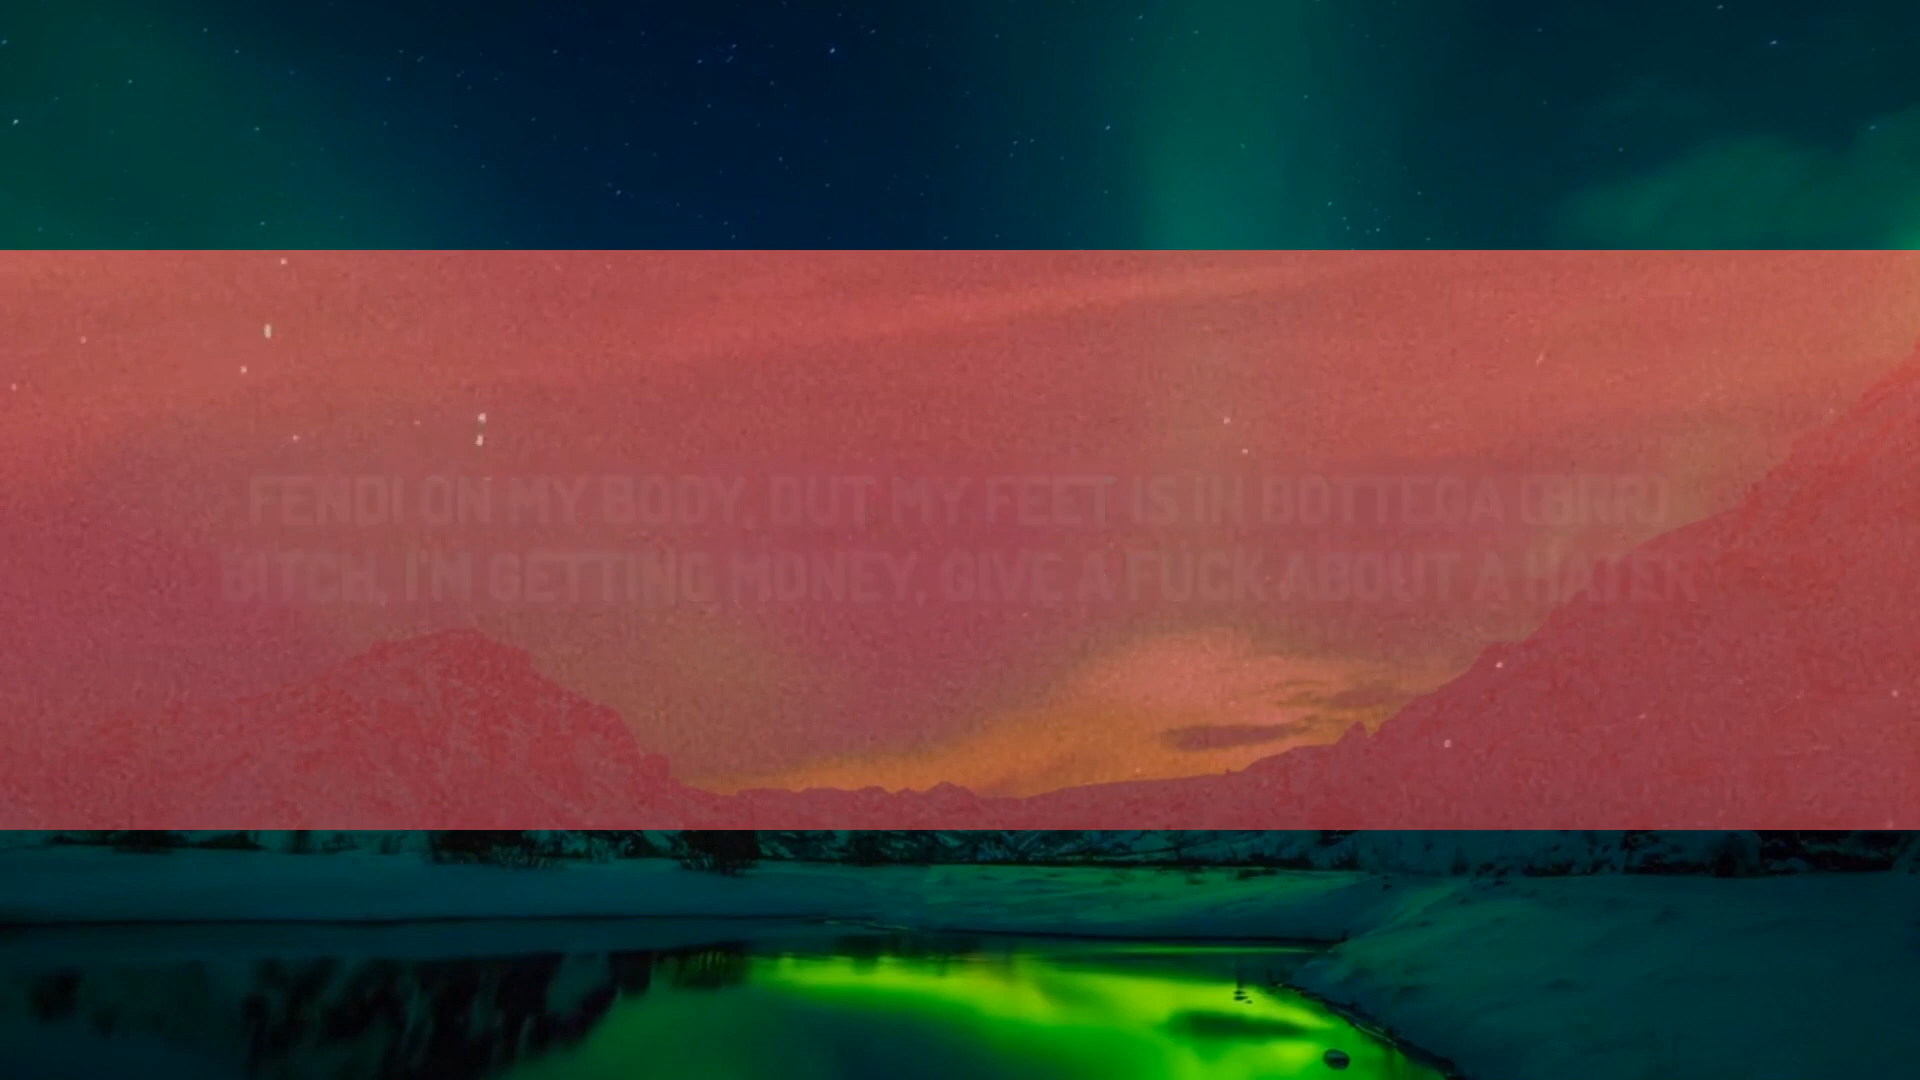 FENDI ON MY BODY, BUT MY FEET IS IN BOTTEGA (BRR)
BITCH, I'M GETTING MONEY, GIVE A FUCK ABOUT A HATER